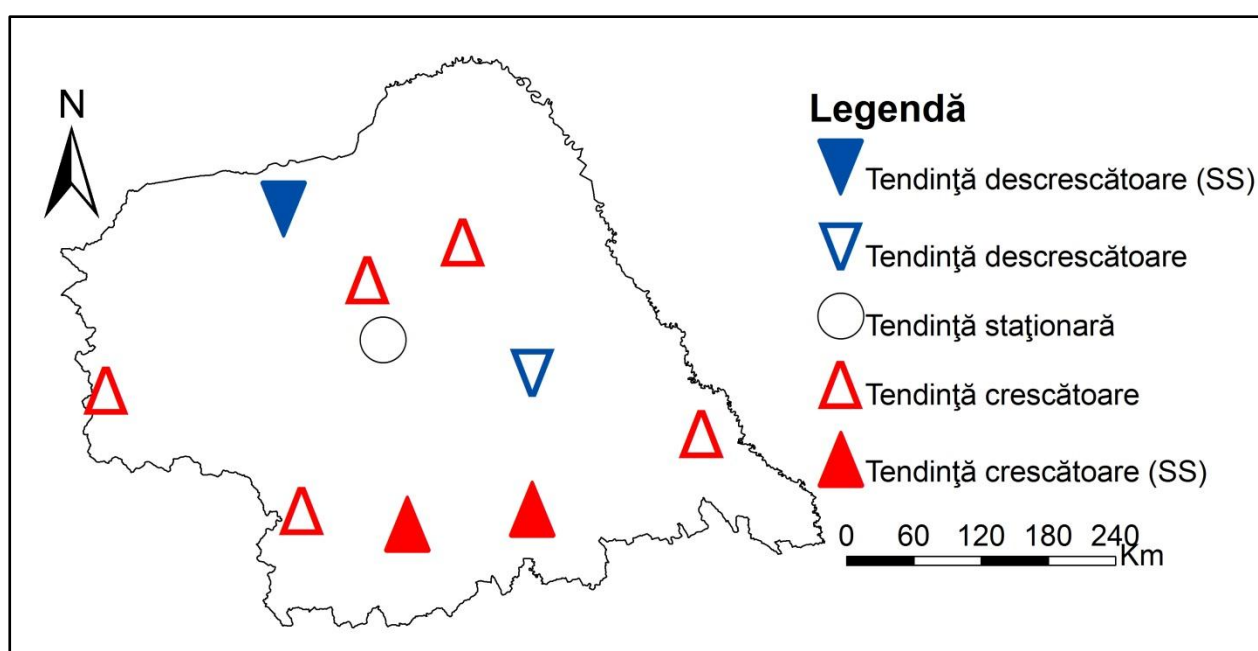 N
Legendă
Tendinţă descrescătoare (SS)
Tendinţă descrescătoare
Tendinţă staţionară
Tendinţă crescătoare
Tendinţă crescătoare (SS)
0 60 120 180 240
Km